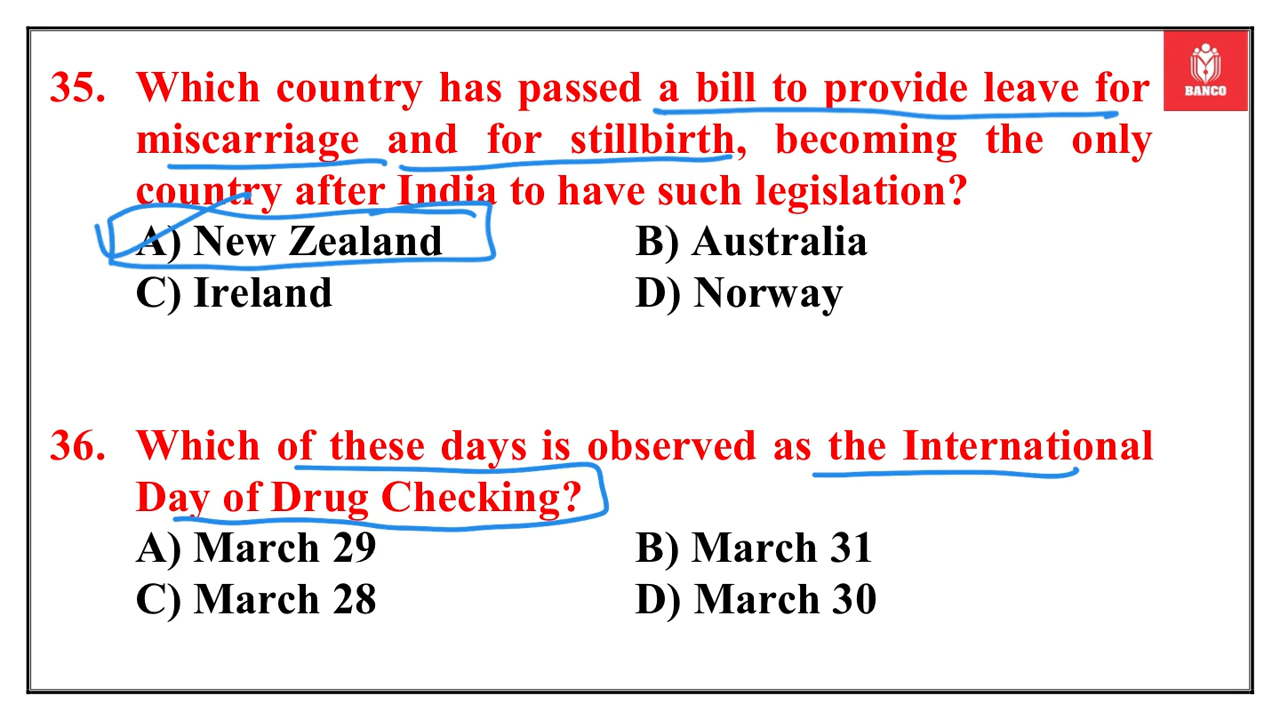 BANCO
35. Which country has passed a bill to provide leave for
miscarriage and for stillbirth, becoming the only
country after India to have such legislation?
A) New Zealand B) Australia
C) Ireland D) Norway
36. Which of these days is observed as the International
Day of Drug Checking?
A) March 29 B) March 31
C) March 28 D) March 30